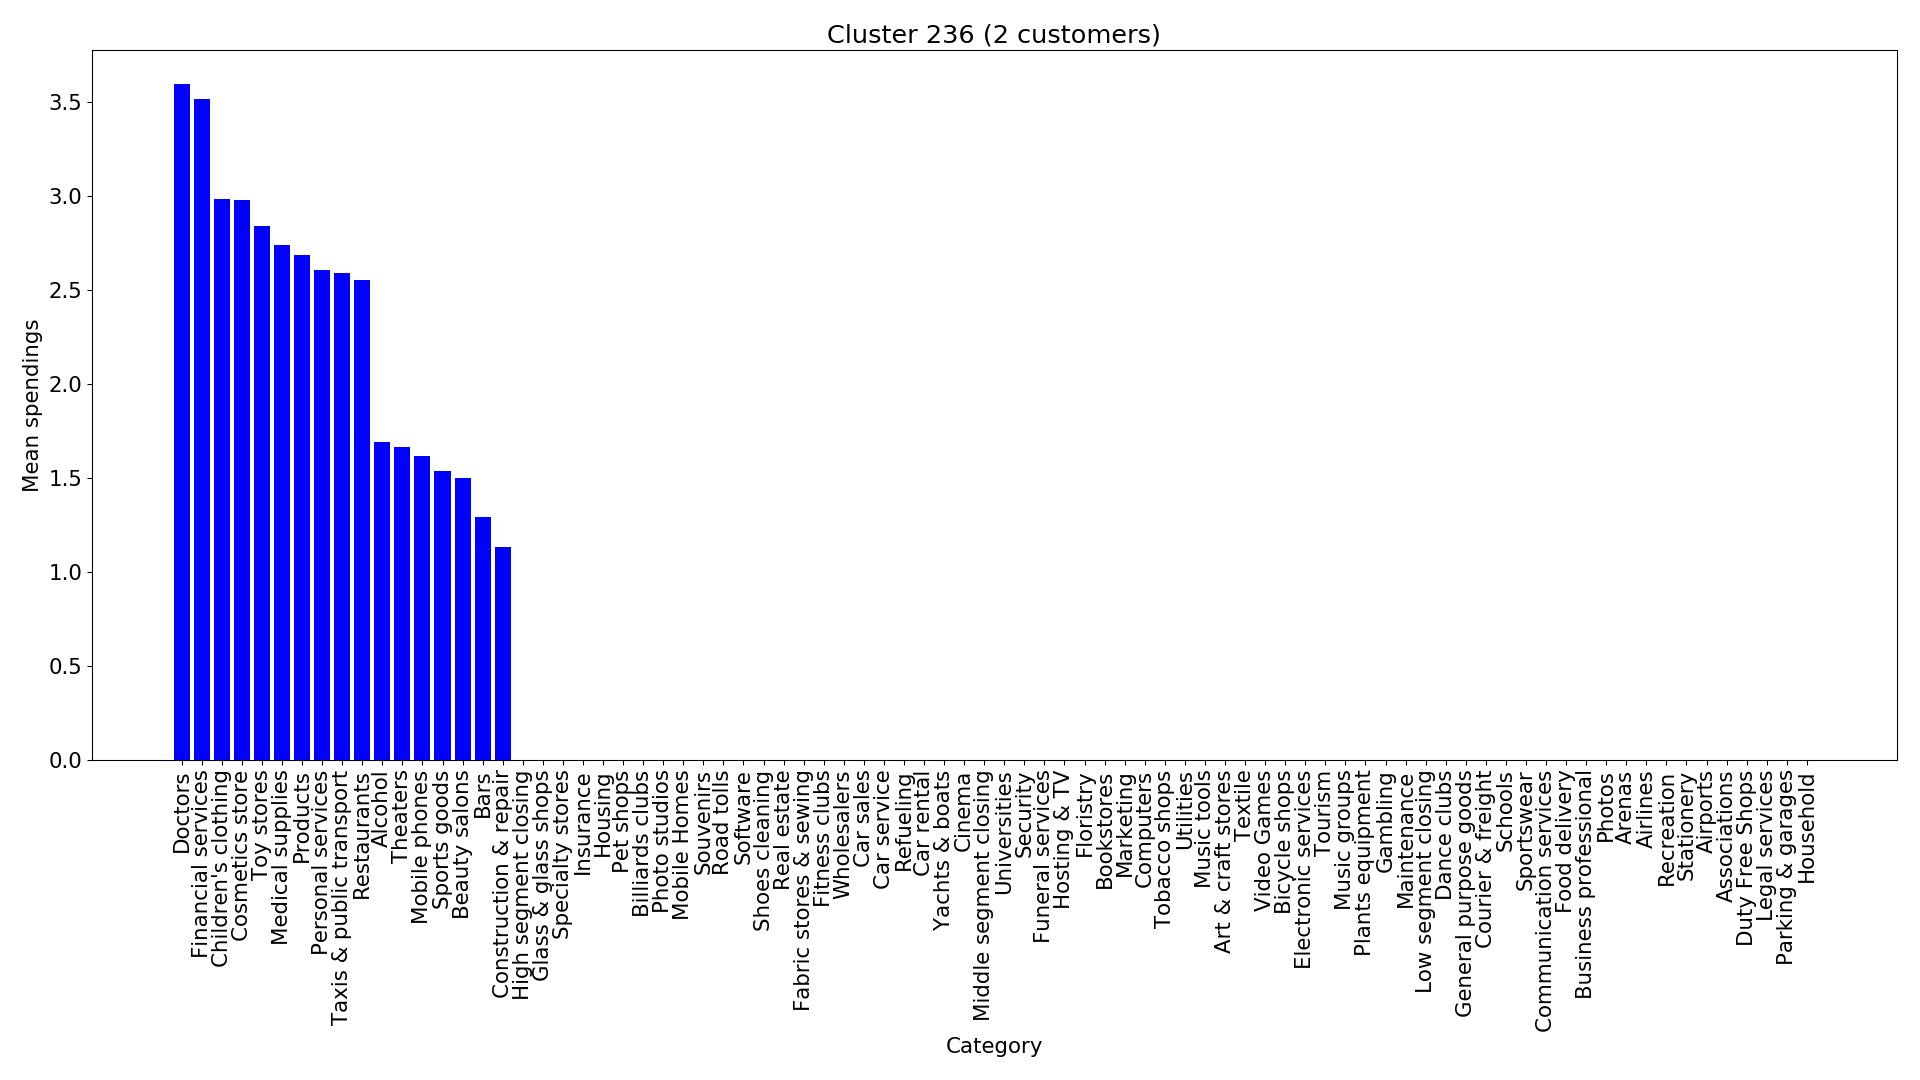 Cluster 236 (2 customers)
Mean spendings
3.5
3.0
2.5
2.0
1.5
1.0
0.5
0.0
Doctors
Financial services
Children's clothing
Cosmetics store
Toy stores
Medical supplies
Products
Personal services
Taxis & public transport
Restaurants
Alcohol
Theaters
Mobile phones
Sports goods
Beauty salons
Bars
Construction & repair
High segment closing
Glass & glass shops
Specialty stores
Insurance
Housing
Pet shops
Billiards clubs
Photo studios
Mobile Homes
Souvenirs
Road tolls
Software
Shoes cleaning
Real estate
Fabric stores & sewing
Fitness clubs
Wholesalers
Car sales
Car service
Refueling
Car rental
Yachts & boats
Cinema
Middle segment closing
Universities
Security
Funeral services
Hosting & TV
Floristry
Bookstores
Marketing
Computers
Tobacco shops
Utilities
Music tools
Art & craft stores
Textile
Video Games
Bicycle shops
Electronic services
Tourism
Music groups
Plants equipment
Gambling
Maintenance
Low segment closing
Dance clubs
General purpose goods
Courier & freight
Schools
Sportswear
Communication services
Food delivery
Business professional
Photos
Arenas
Airlines
Recreation
Stationery
Airports
Associations
Duty Free Shops
Legal services
Parking & garages
Household
Category